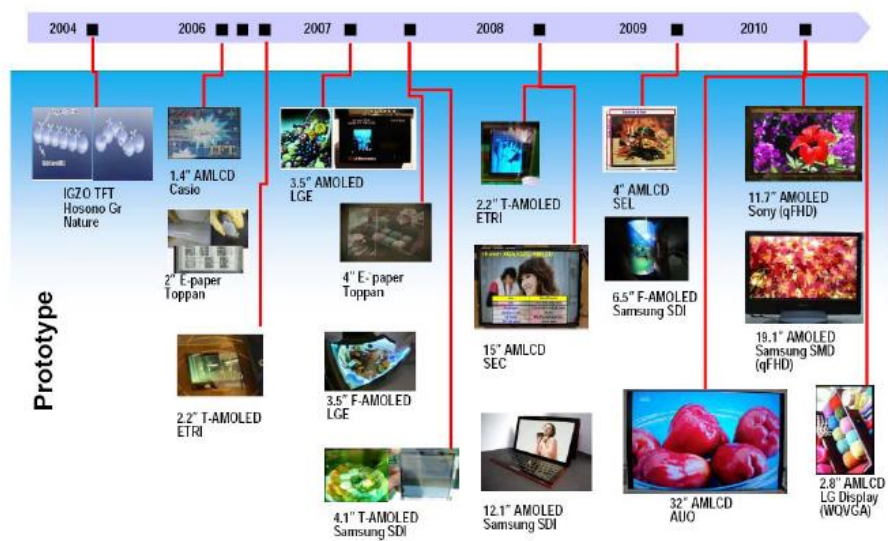 2004
2006
2007
2008
2009
2010
Prototype
IGZO TFT
Hosono Gr
Nature
1.4" AMLCD
Casio
2" E-paper
Toppan
2.2" T-AMOLED
ETRI
3.5" AMOLED
LGE
4" E-paper
Toppan
3.5" F-AMOLED
LGE
4.1" T-AMOLED
Samsung SDI
2.2" T-AMOLED
ETRI
15" AMLCD
SEC
12.1" AMOLED
Samsung SDI
4" AMLCD
SEL
6.5" F-AMOLED
Samsung SDI
32" AMLCD
AUO
11.7" AMOLED
Sony (qFHD)
19.1" AMOLED
Samsung SMD
(qFHD)
2.8" AMLCD
LG Display
(WQVGA)